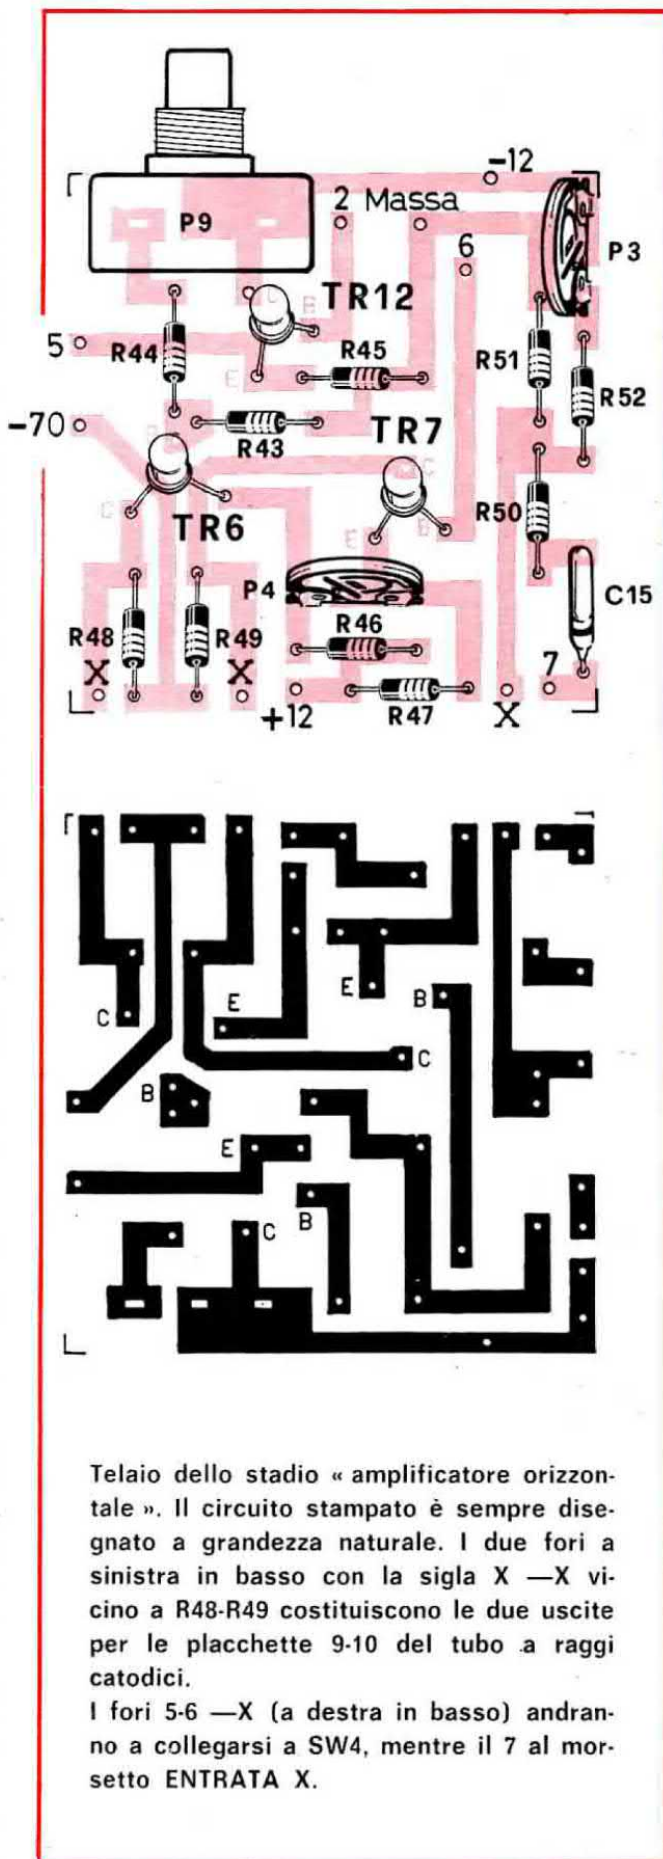 -12
2 Massa
P9
6
P3
TR12
E
5
R44
R45
R51
E
R52
-70
R43
TR7
C
C
TR6
R50
E
B
P4
C15
R48
R49
R46
X
X
7
+12
R47
X
C
E
E
B
C
B
E
B
C
Telaio dello stadio « amplificatore orizzon-
tale ». Il circuito stampato è sempre dise-
gnato a grandezza naturale. I due fori a
sinistra in basso con la sigla X —X vi-
cino a R48-R49 costituiscono le due uscite
per le placchette 9-10 del tubo a raggi
catodici.
I fori 5-6 —X (a destra in basso) andran-
no a collegarsi a SW4, mentre il 7 al mor-
setto ENTRATA X.